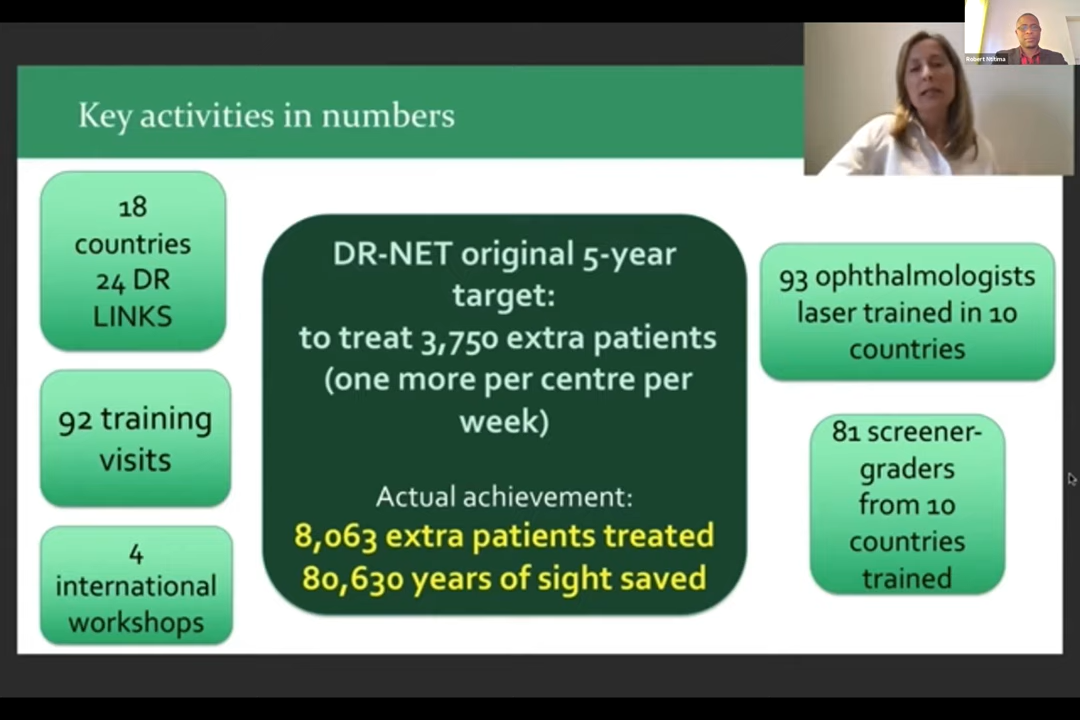 Key activities in numbers
Robert Ntitima
18
countries
24 DR
LINKS
92 training
visits
4
international
workshops
DR-NET original 5-year
target:
to treat 3,750 extra patients
(one more per centre per
week)
Actual achievement:
8,063 extra patients treated
80,630 years of sight saved
93 ophthalmologists
laser trained in 10
countries
81 screener-
graders
from 10
countries
trained